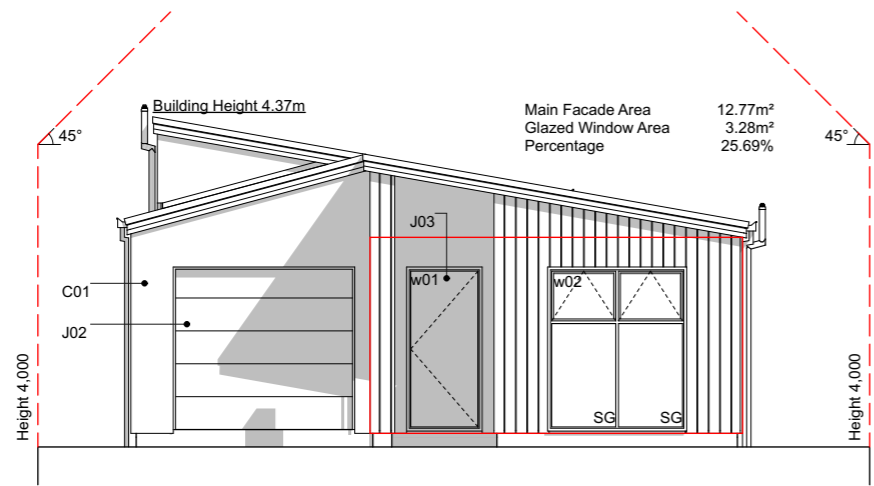 Building Height 4.37m
Main Facade Area 12.77m²
Glazed Window Area 3.28m²
Percentage 25.69%
45°
45°
J03
w01
w02
C01
J02
Height 4,000
Height 4,000
SG
SG